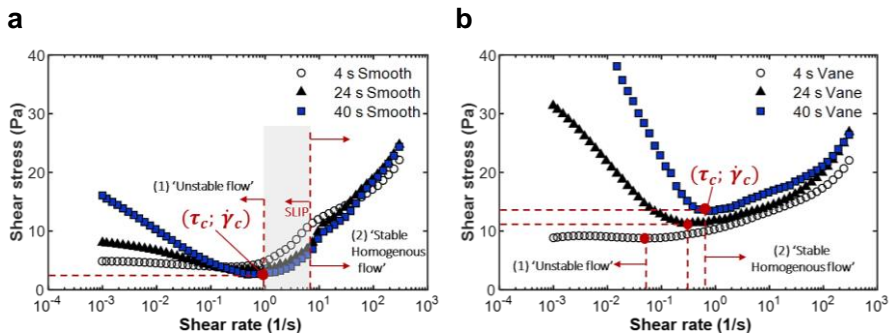 a
Shear stress (Pa)
40
30
20
10
0
4 s Smooth
24 s Smooth
40 s Smooth
(1) 'Unstable flow'
(τc; γ̇c)
SLIP
(2) 'Stable
Homogenous
flow'
10-4 10-3 10-2 10-1 100 101 102 103
Shear rate (1/s)
b
Shear stress (Pa)
40
30
20
10
0
4 s Vane
24 s Vane
40 s Vane
(τc; γ̇c)
(1) 'Unstable flow'
(2) 'Stable
Homogenous flow'
10-4 10-3 10-2 10-1 100 101 102 103
Shear rate (1/s)